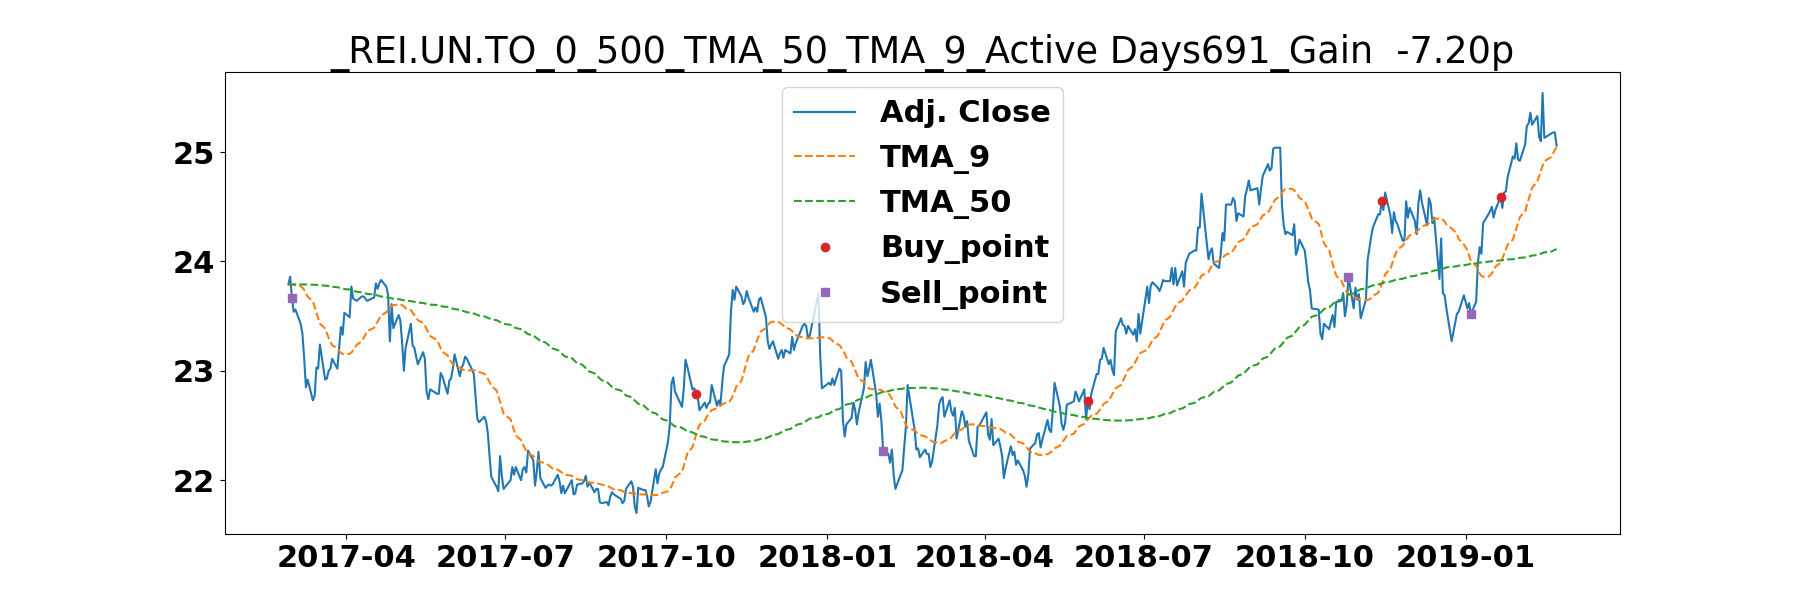 _REI.UN.TO_0_500_TMA_50_TMA_9_Active Days691_Gain  -7.20p
Adj. Close
TMA_9
TMA_50
Buy_point
Sell_point
25
24
23
22
2017-04 2017-07 2017-10 2018-01 2018-04 2018-07 2018-10 2019-01